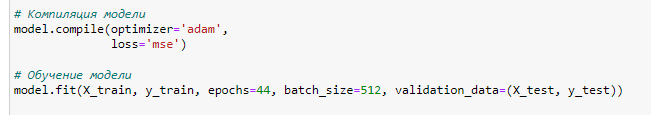 # Компиляция модели
model.compile(optimizer='adam',
              loss='mse')
# Обучение модели
model.fit(X_train, y_train, epochs=44, batch_size=512, validation_data=(X_test, y_test))